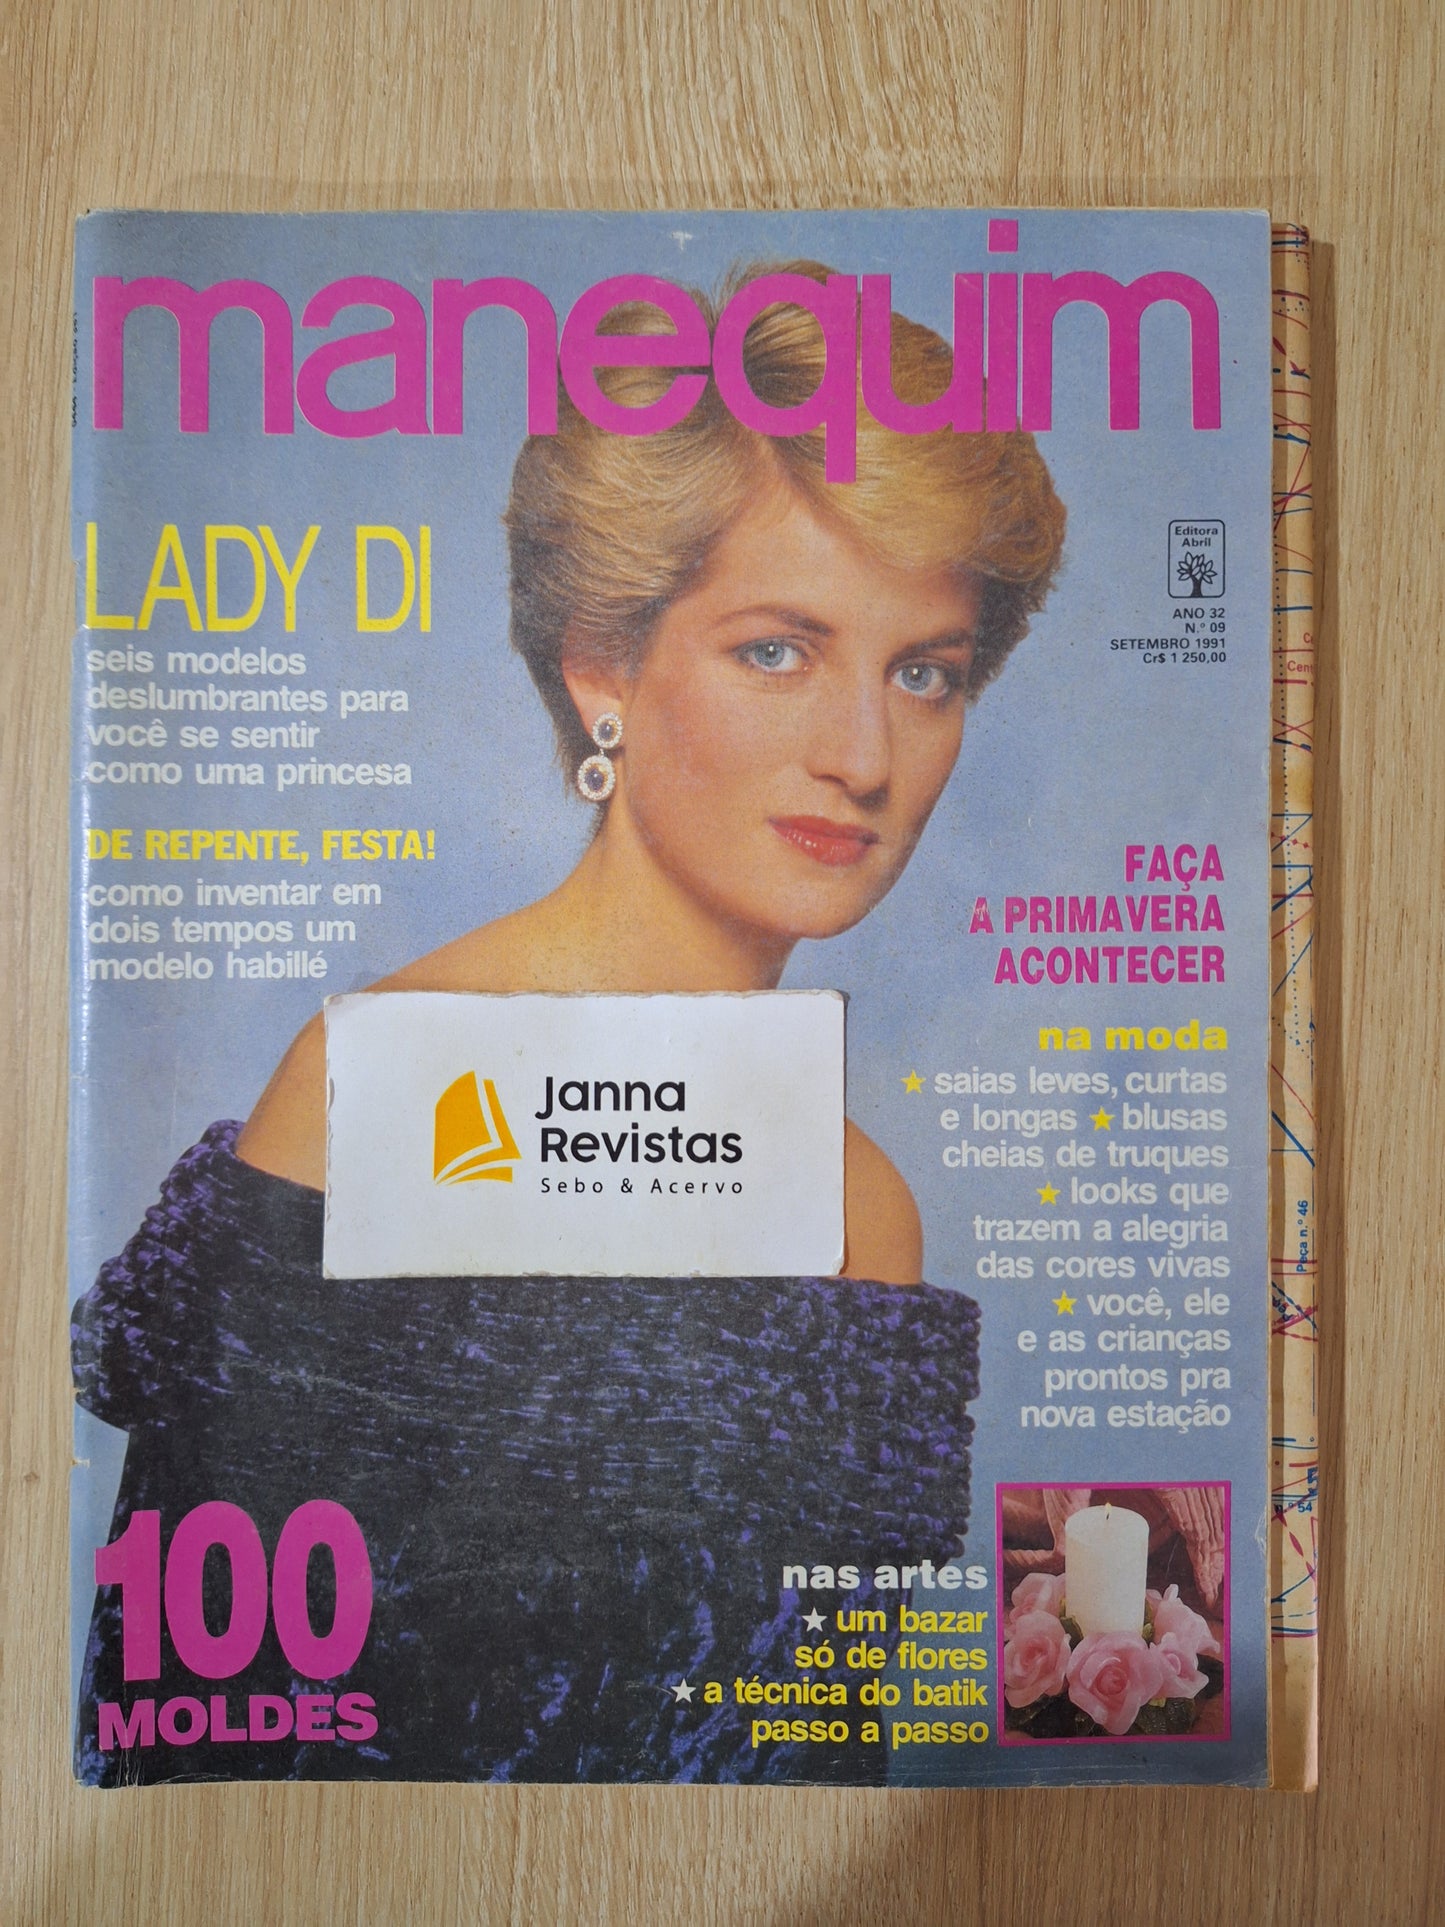 manequim
LADY DI
seis modelos
deslumbrantes para
você se sentir
como uma princesa
DE REPENTE, FESTA!
como inventar em
dois tempos um
modelo habillé
Editora
Abril
ANO 32
N.º 09
SETEMBRO 1991
Cr$ 1 250,00
FAÇA
A PRIMAVERA
ACONTECER
na moda
★ saias leves, curtas
e longas ★ blusas
cheias de truques
★ looks que
trazem a alegria
das cores vivas
★ você, ele
e as crianças
prontos pra
nova estação
Janna
Revistas
Sebo & Acervo
100
MOLDES
nas artes
★ um bazar
só de flores
★ a técnica do batik
passo a passo
Peça n.º 46